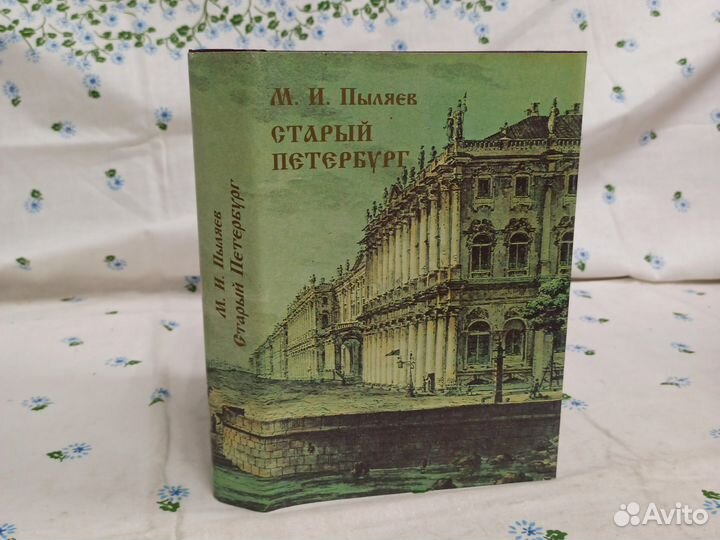 М. И. Пыляев
СТАРЫЙ
ПЕТЕРБУРГ
М. И. Пыляев
Старый Петербург
Avito